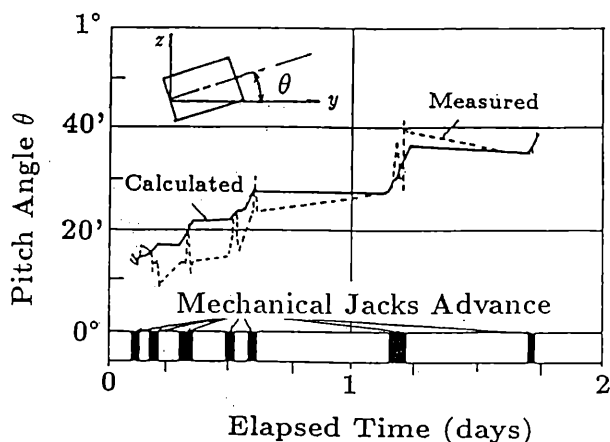 1°
z
θ
y
Measured
40'
Calculated
20'
Mechanical Jacks Advance
0°
0 1 2
Elapsed Time (days)
Pitch Angle θ